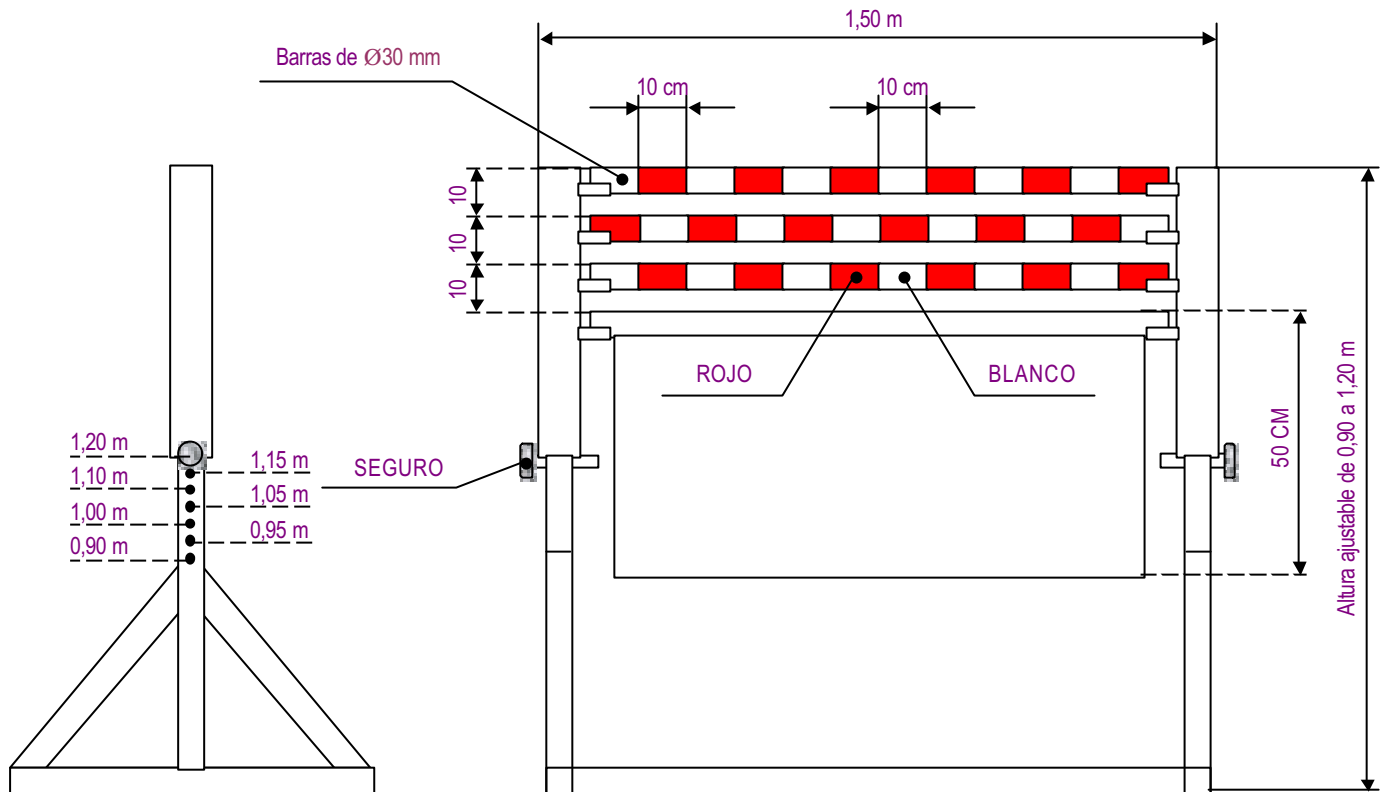 1,50 m
Barras de Ø30 mm
10 cm
10 cm
10
10
10
ROJO
BLANCO
1,20 m
1,15 m
SEGURO
1,10 m
1,05 m
1,00 m
0,95 m
0,90 m
50 CM
Altura ajustable de 0,90 a 1,20 m